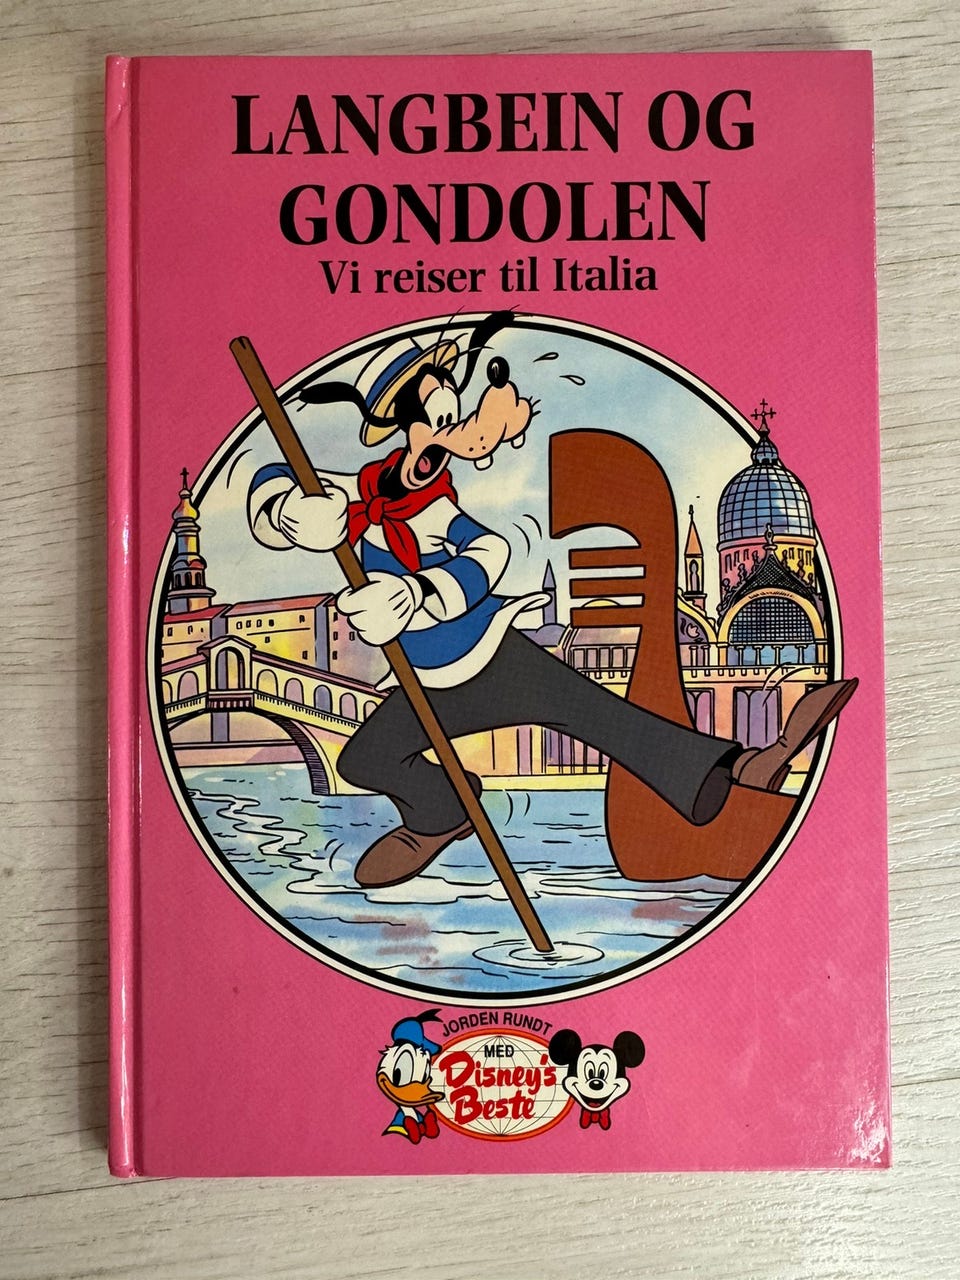 LANGBEIN OG
GONDOLEN
Vi reiser til Italia
JORDEN RUNDT
MED
Disney's
Beste